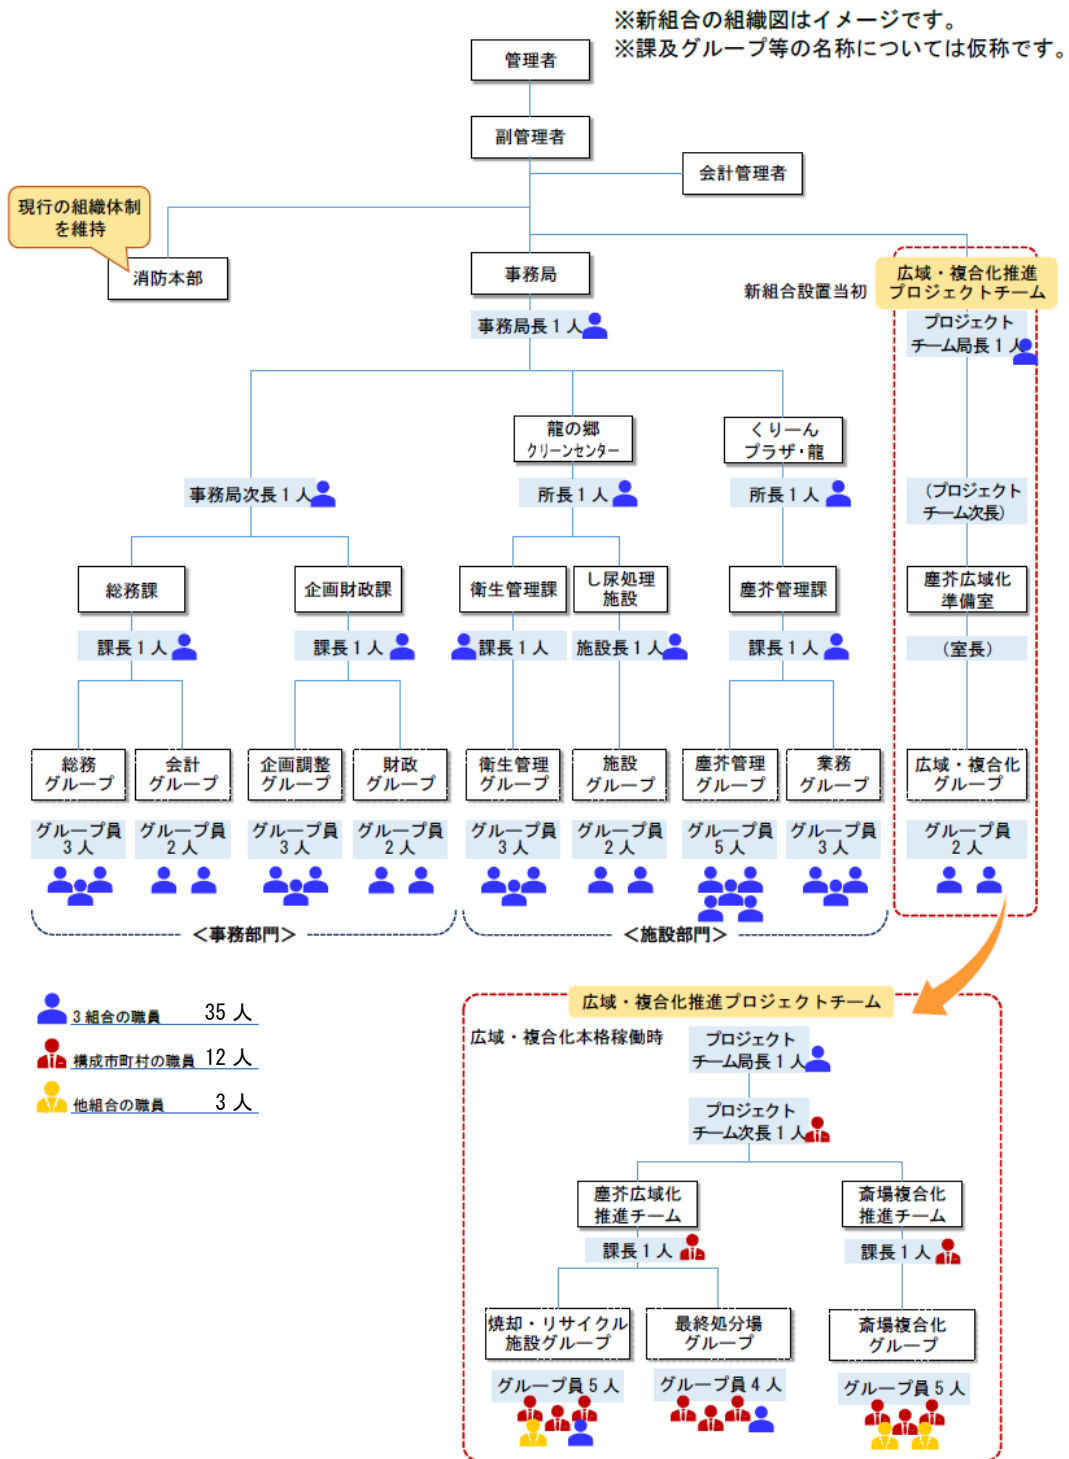 ※新組合の組織図はイメージです。
※課及グループ等の名称については仮称です。
管理者
副管理者
会計管理者
現行の組織体制
を維持
消防本部
事務局
事務局長1人
新組合設置当初
広域・複合化推進
プロジェクトチーム
プロジェクト
チーム局長1人
龍の郷
クリーンセンター
くりーん
プラザ・龍
事務局次長1人
所長1人
所長1人
（プロジェクト
チーム次長）
総務課
企画財政課
衛生管理課
し尿処理
施設
塵芥管理課
塵芥広域化
準備室
課長1人
課長1人
課長1人
施設長1人
課長1人
（室長）
総務
グループ
会計
グループ
企画調整
グループ
財政
グループ
衛生管理
グループ
施設
グループ
塵芥管理
グループ
業務
グループ
広域・複合化
グループ
グループ員
3人
グループ員
2人
グループ員
3人
グループ員
2人
グループ員
3人
グループ員
2人
グループ員
5人
グループ員
3人
グループ員
2人
＜事務部門＞
＜施設部門＞
3組合の職員 35人
構成市町村の職員 12人
他組合の職員 3人
広域・複合化推進プロジェクトチーム
広域・複合化本格稼働時
プロジェクト
チーム局長1人
プロジェクト
チーム次長1人
塵芥広域化
推進チーム
斎場複合化
推進チーム
課長1人
課長1人
焼却・リサイクル
施設グループ
最終処分場
グループ
斎場複合化
グループ
グループ員5人
グループ員4人
グループ員5人